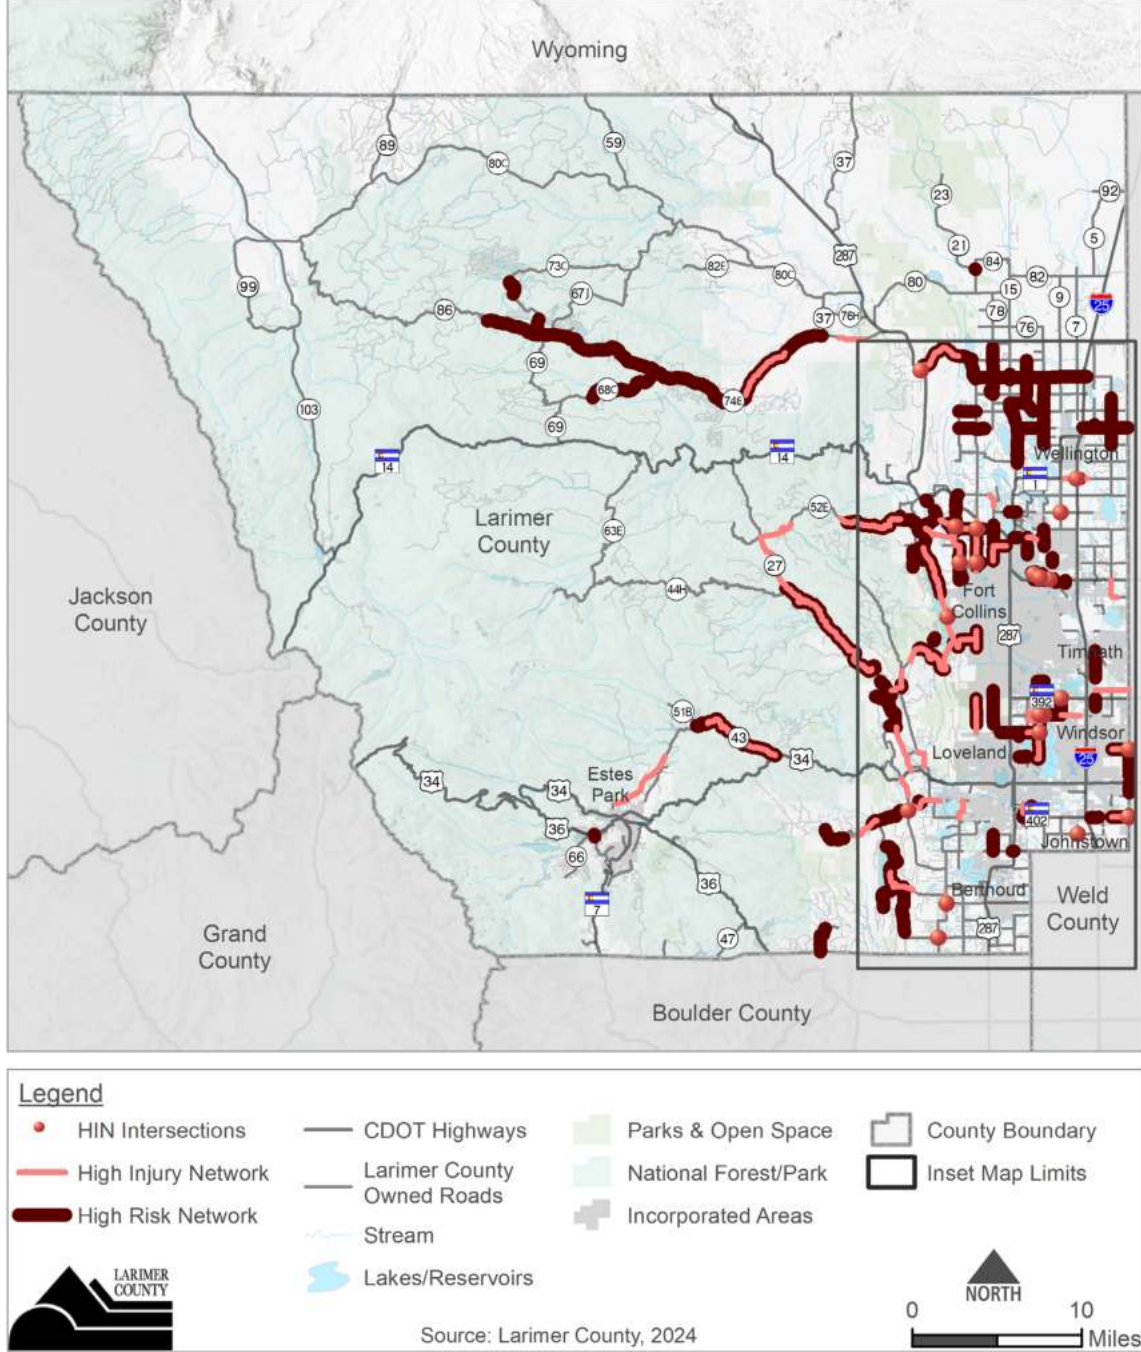 Wyoming
89
80C
59
37
23
92
21
5
287
84
73C
82E
80C
80
82
99
67J
15
9
25
86
37
76H
78
76
7
69
68C
74E
103
69
14
14
Wellington
1
Larimer
County
63E
52E
27
Jackson
County
44H
Fort
Collins
287
Timnath
51B
392
43
Windsor
Loveland
34
25
34
Estes
Park
34
36
402
66
Johnstown
36
Berthoud
7
Weld
County
Grand
County
47
287
Boulder County
Legend
HIN Intersections
High Injury Network
High Risk Network
CDOT Highways
Larimer County
Owned Roads
Stream
Lakes/Reservoirs
Parks & Open Space
National Forest/Park
Incorporated Areas
County Boundary
Inset Map Limits
LARIMER
COUNTY
NORTH
0 10
Miles
Source: Larimer County, 2024